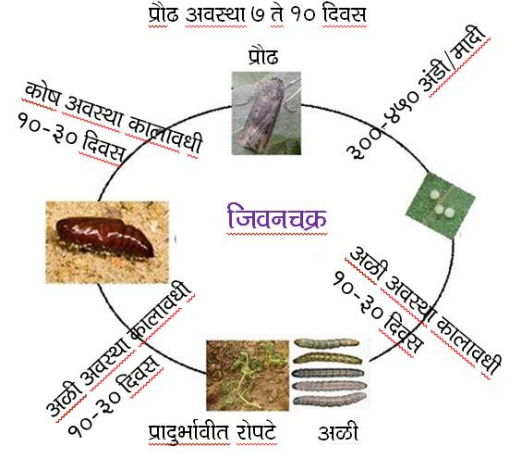 प्रौढ अवस्था ७ ते १० दिवस
प्रौढ
३००-४५० अंडी/मादी
कोष अवस्था कालावधी
१०-३० दिवस
जिवनचक्र
अळी अवस्था कालावधी
१०-३० दिवस
अळी अवस्था कालावधी
१०-३० दिवस
प्रादुर्भावीत रोपटे
अळी